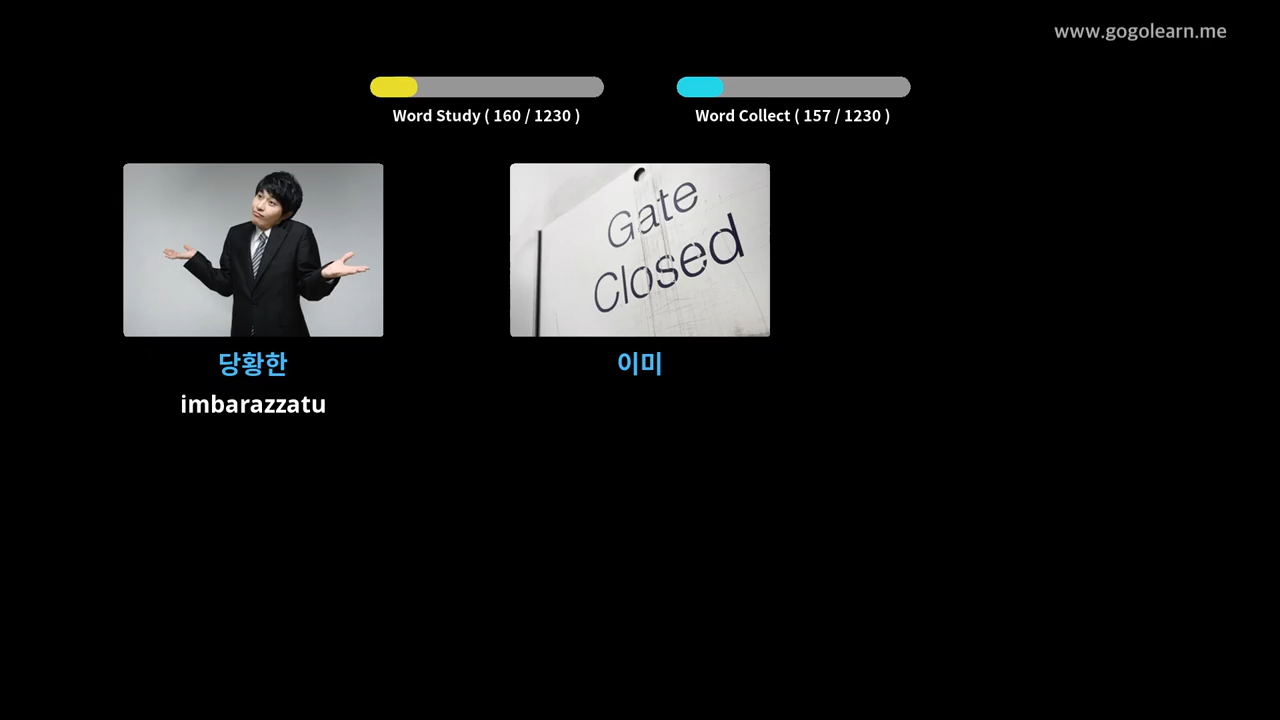 www.gogolearn.me
Word Study ( 160 / 1230 )
Word Collect ( 157 / 1230 )
Gate
Closed
당황한
이미
imbarazzatu